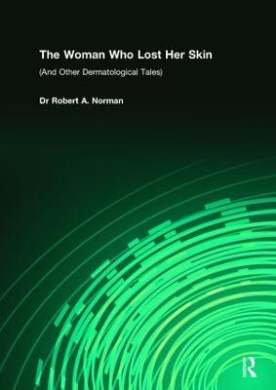 The Woman Who Lost Her Skin
(And Other Dermatological Tales)
Dr Robert A. Norman
R